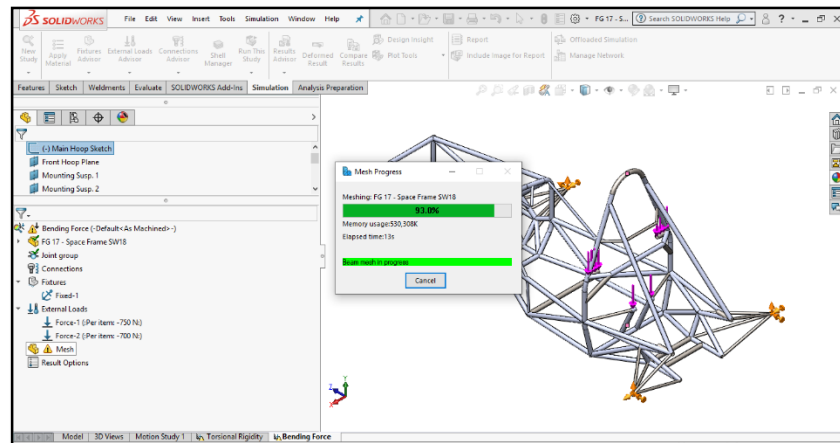 SOLIDWORKS File Edit View Insert Tools Simulation Window Help FG 17 - S... Search SOLIDWORKS Help ?
New Study Apply Material Fixtures Advisor External Loads Advisor Connections Advisor Shell Manager Run This Study Results Advisor Deformed Result Compare Results Design Insight Plot Tools Report Include Image for Report Offloaded Simulation Manage Network
Features Sketch Weldments Evaluate SOLIDWORKS Add-Ins Simulation Analysis Preparation
(-) Main Hoop Sketch
Front Hoop Plane
Mounting Susp. 1
Mounting Susp. 2
Bending Force (-Default<As Machined>-)
FG 17 - Space Frame SW18
Joint group
Connections
Fixtures
Fixed-1
External Loads
Force-1 (:Per item: -750 N:)
Force-2 (:Per item: -700 N:)
Mesh
Result Options
Mesh Progress
Meshing: FG 17 - Space Frame SW18
93.0%
Memory usage:530,308K
Elapsed time:13s
Beam mesh in progress
Cancel
Z Y X
Model 3D Views Motion Study 1 Torsional Rigidity Bending Force